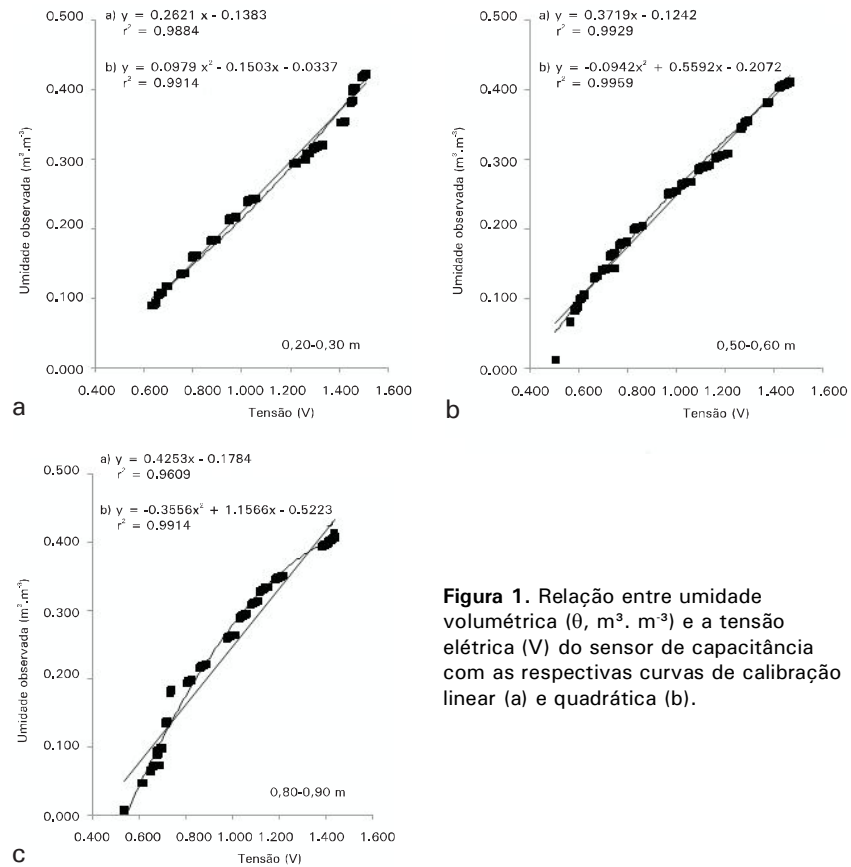 a) y = 0.2621 x - 0.1383
r² = 0.9884
b) y = 0.0979 x² - 0.1503x - 0.0337
r² = 0.9914
Umidade observada (m³.m⁻³)
0.500
0.400
0.300
0.200
0.100
0.000
0,20-0,30 m
0.400 0.600 0.800 1.000 1.200 1.400 1.600
Tensão (V)
a
a) y = 0.3719x - 0.1242
r² = 0.9929
b) y = -0.0942x² + 0.5592x - 0.2072
r² = 0.9959
Umidade observada (m³.m⁻³)
0.500
0.400
0.300
0.200
0.100
0.000
0,50-0,60 m
0.400 0.600 0.800 1.000 1.200 1.400 1.600
Tensão (V)
b
a) y = 0.4253x - 0.1784
r² = 0.9609
b) y = -0.3556x² + 1.1566x - 0.5223
r² = 0.9914
Umidade observada (m³.m⁻³)
0.500
0.400
0.300
0.200
0.100
0.000
0,80-0,90 m
0.400 0.600 0.800 1.000 1.200 1.400 1.600
Tensão (V)
c
Figura 1. Relação entre umidade
volumétrica (θ, m³. m⁻³) e a tensão
elétrica (V) do sensor de capacitância
com as respectivas curvas de calibração
linear (a) e quadrática (b).